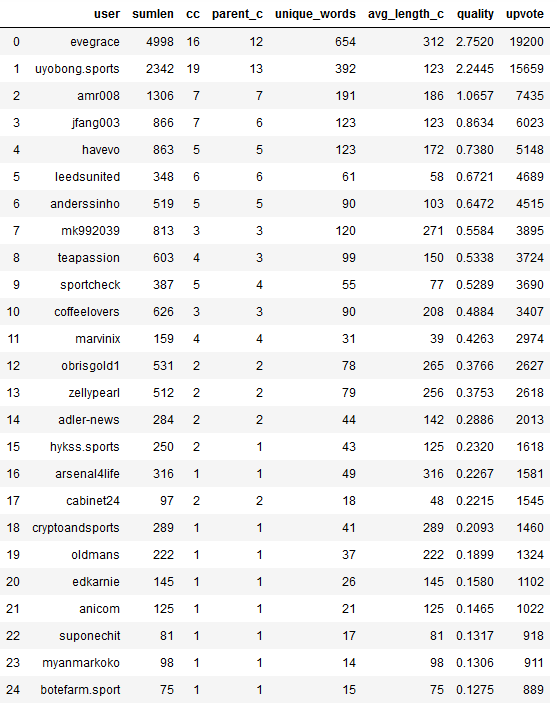 user sumlen cc parent_c unique_words avg_length_c quality upvote
0 evegrace 4998 16 12 654 312 2.7520 19200
1 uyobong.sports 2342 19 13 392 123 2.2445 15659
2 amr008 1306 7 7 191 186 1.0657 7435
3 jfang003 866 7 6 123 123 0.8634 6023
4 havevo 863 5 5 123 172 0.7380 5148
5 leedsunited 348 6 6 61 58 0.6721 4689
6 anderssinho 519 5 5 90 103 0.6472 4515
7 mk992039 813 3 3 120 271 0.5584 3895
8 teapassion 603 4 3 99 150 0.5338 3724
9 sportcheck 387 5 4 55 77 0.5289 3690
10 coffeelovers 626 3 3 90 208 0.4884 3407
11 marvinix 159 4 4 31 39 0.4263 2974
12 obrisgold1 531 2 2 78 265 0.3766 2627
13 zellypearl 512 2 2 79 256 0.3753 2618
14 adler-news 284 2 2 44 142 0.2886 2013
15 hykss.sports 250 2 1 43 125 0.2320 1618
16 arsenal4life 316 1 1 49 316 0.2267 1581
17 cabinet24 97 2 2 18 48 0.2215 1545
18 cryptoandsports 289 1 1 41 289 0.2093 1460
19 oldmans 222 1 1 37 222 0.1899 1324
20 edkarnie 145 1 1 26 145 0.1580 1102
21 anicom 125 1 1 21 125 0.1465 1022
22 suponechit 81 1 1 17 81 0.1317 918
23 myanmarkoko 98 1 1 14 98 0.1306 911
24 botefarm.sport 75 1 1 15 75 0.1275 889